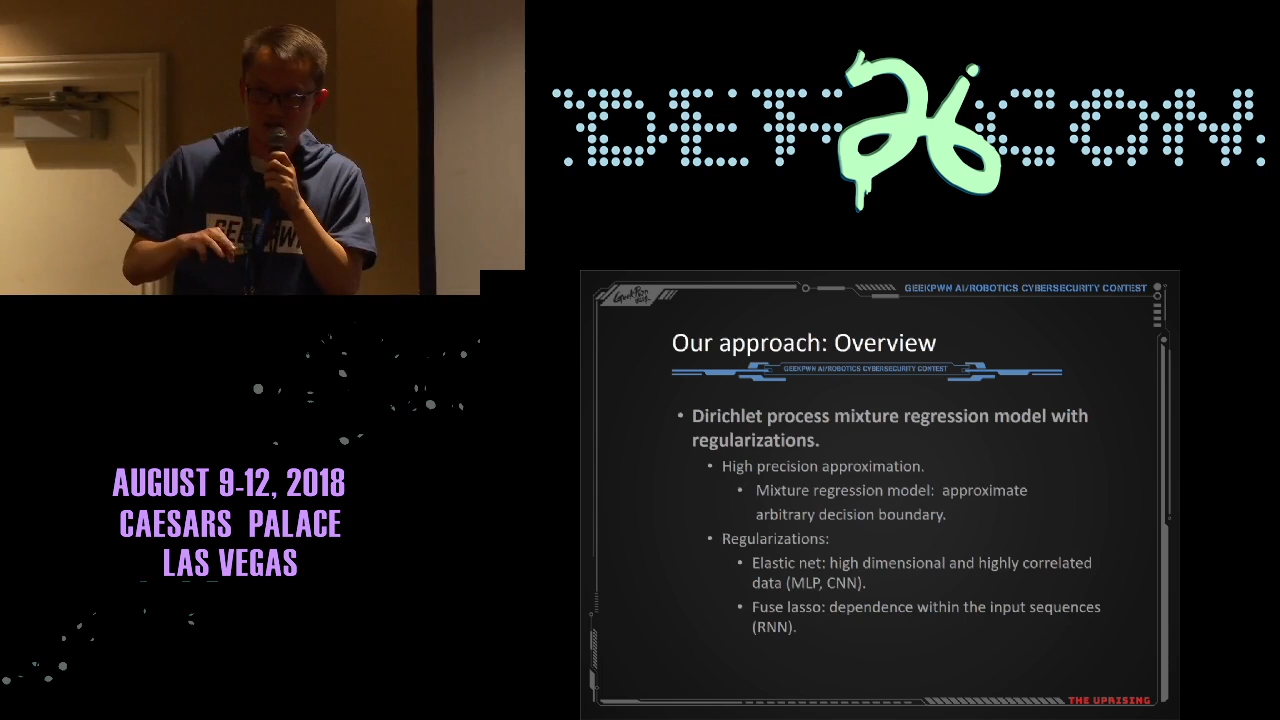 DEF CON
26
GEEKPWN AI/ROBOTICS CYBERSECURITY CONTEST
Our approach: Overview
GEEKPWN AI/ROBOTICS CYBERSECURITY CONTEST
• Dirichlet process mixture regression model with
regularizations.
• High precision approximation.
• Mixture regression model: approximate
arbitrary decision boundary.
• Regularizations:
• Elastic net: high dimensional and highly correlated
data (MLP, CNN).
• Fuse lasso: dependence within the input sequences
(RNN).
THE UPRISING
AUGUST 9-12, 2018
CAESARS PALACE
LAS VEGAS